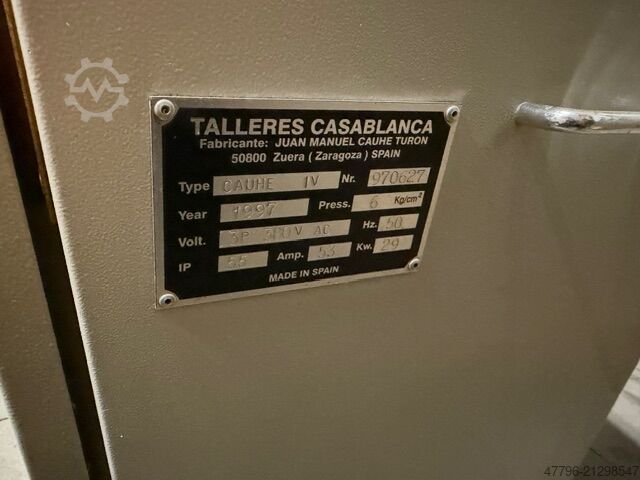 TALLERES CASABLANCA
Fabricante: JUAN MANUEL CAUHE TURON
50800 Zuera ( Zaragoza ) SPAIN
Type CAUHE IV Nr. 970627
Year 1997 Press. 6 Kg/cm²
Volt. 3P 380V AC Hz. 50
IP 55 Amp. 53 Kw. 29
MADE IN SPAIN
47796-21298547